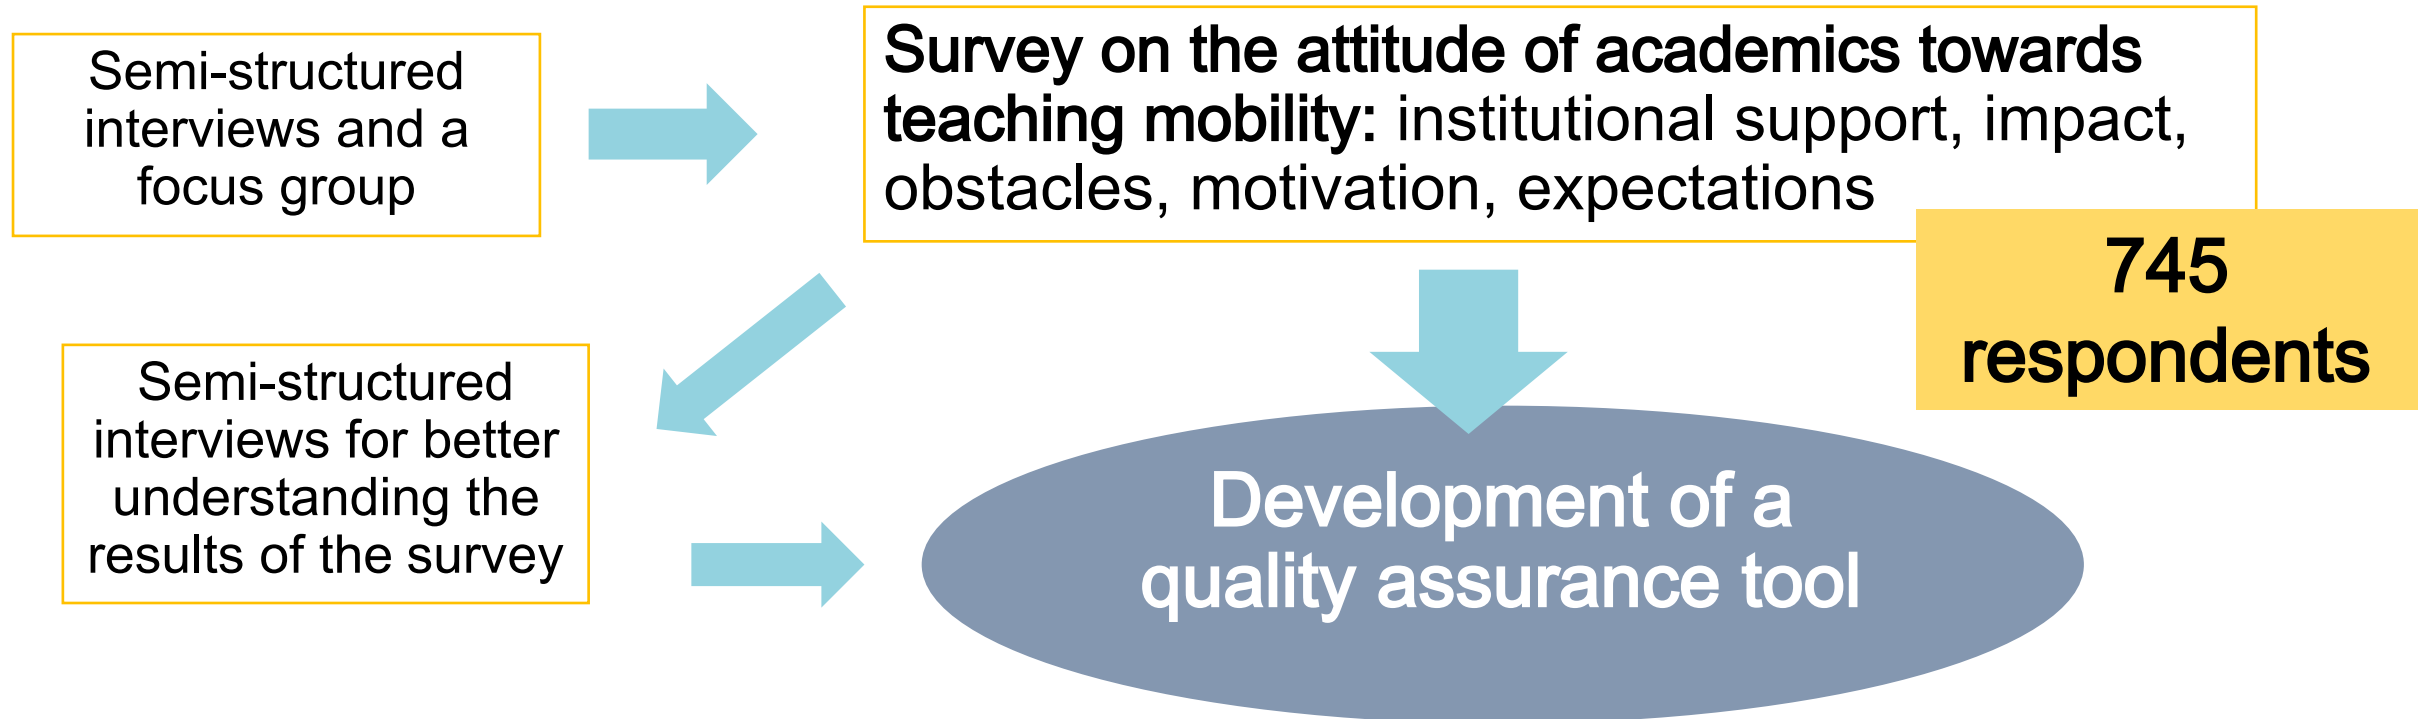 Semi-structured
interviews and a
focus group
Survey on the attitude of academics towards
teaching mobility: institutional support, impact,
obstacles, motivation, expectations
745
respondents
Semi-structured
interviews for better
understanding the
results of the survey
Development of a
quality assurance tool